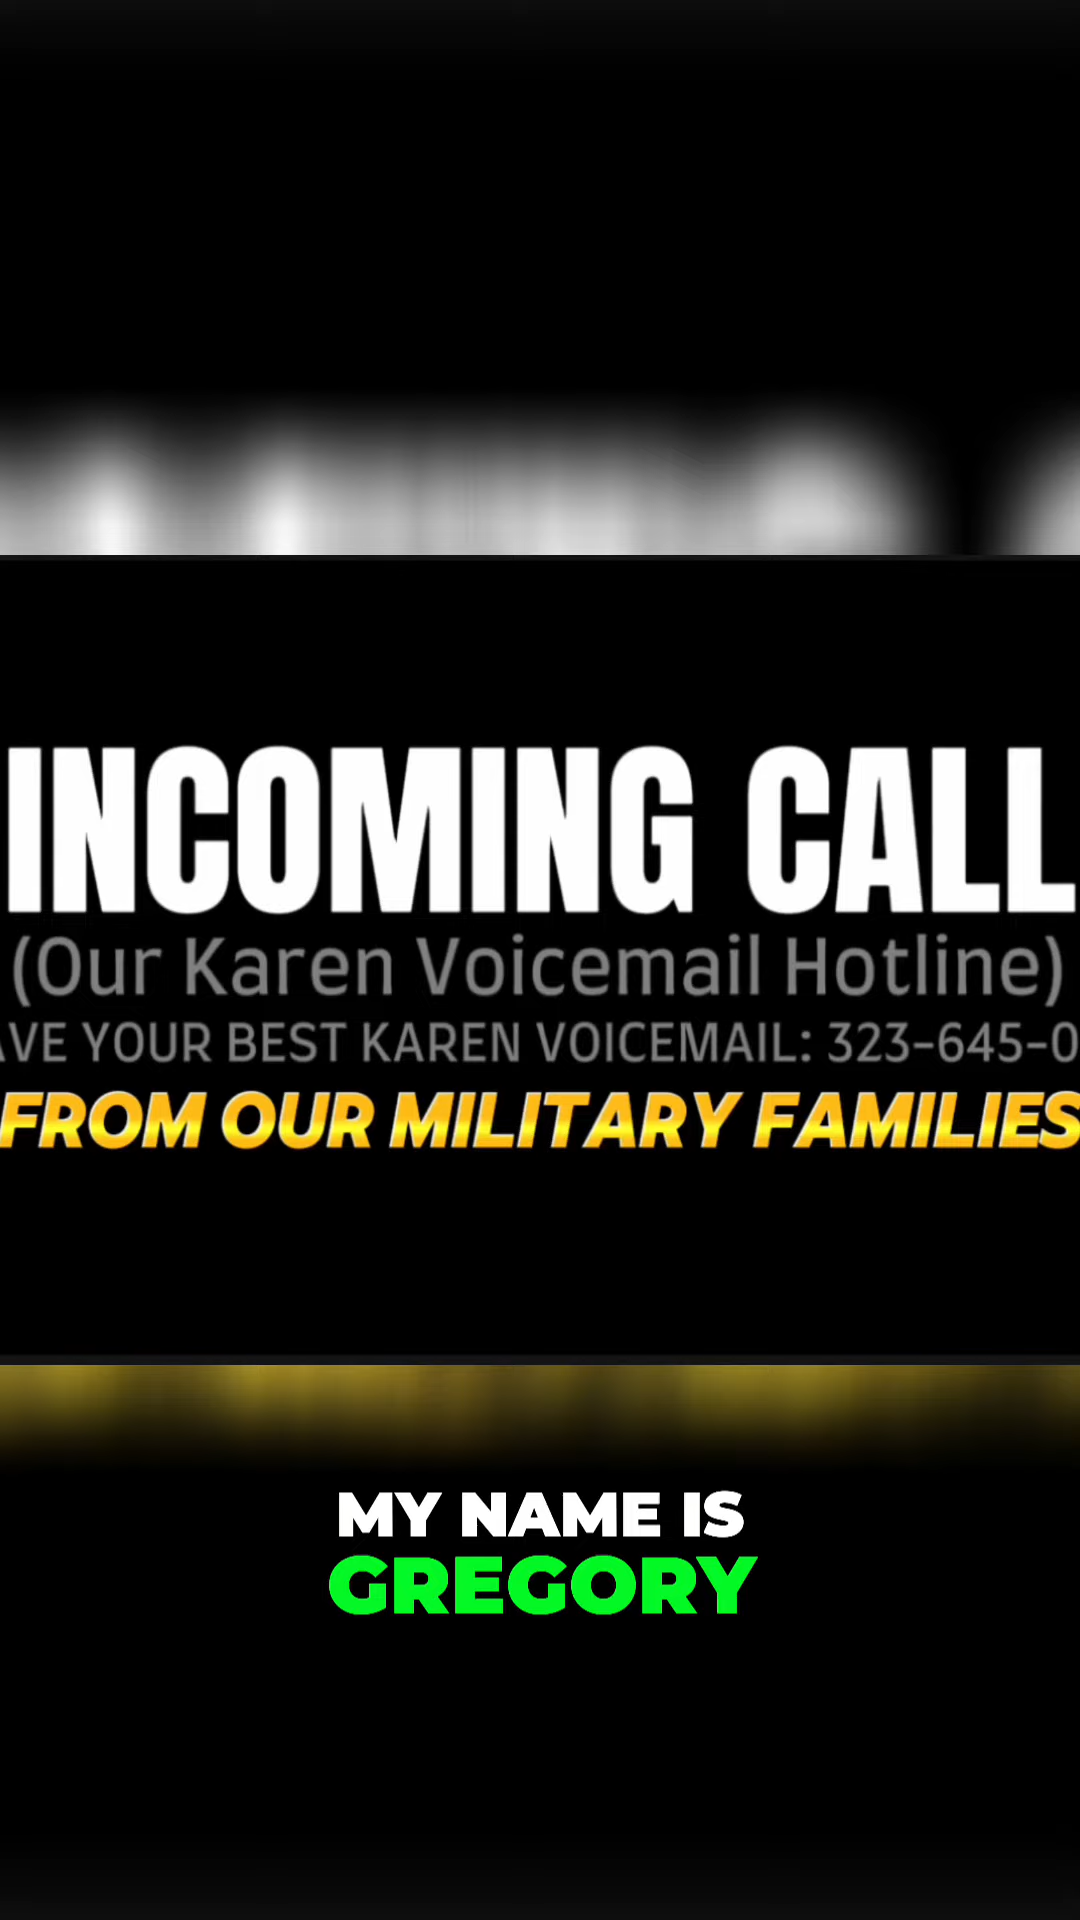 INCOMING CALL
(Our Karen Voicemail Hotline)
YOUR BEST KAREN VOICEMAIL: 323-645-0
FROM OUR MILITARY FAMILIES
MY NAME IS
GREGORY